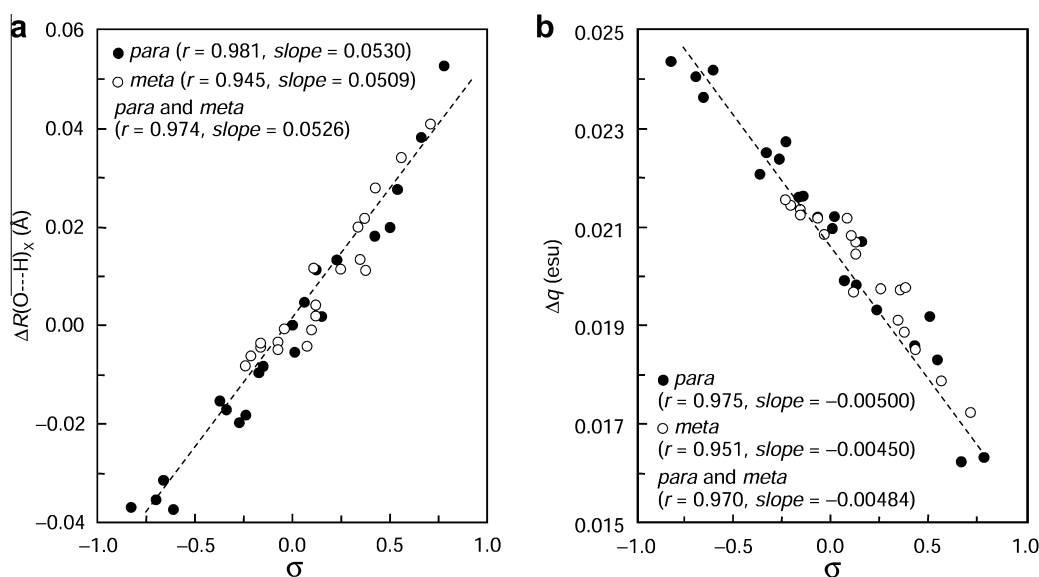 a
0.06
0.04
0.02
0.00
−0.02
−0.04
ΔR(O---H)X (Å)
● para (r = 0.981, slope = 0.0530)
○ meta (r = 0.945, slope = 0.0509)
para and meta
(r = 0.974, slope = 0.0526)
−1.0 −0.5 0.0 0.5 1.0
σ
b
0.025
0.023
0.021
0.019
0.017
0.015
Δq (esu)
● para
(r = 0.975, slope = −0.00500)
○ meta
(r = 0.951, slope = −0.00450)
para and meta
(r = 0.970, slope = −0.00484)
−1.0 −0.5 0.0 0.5 1.0
σ